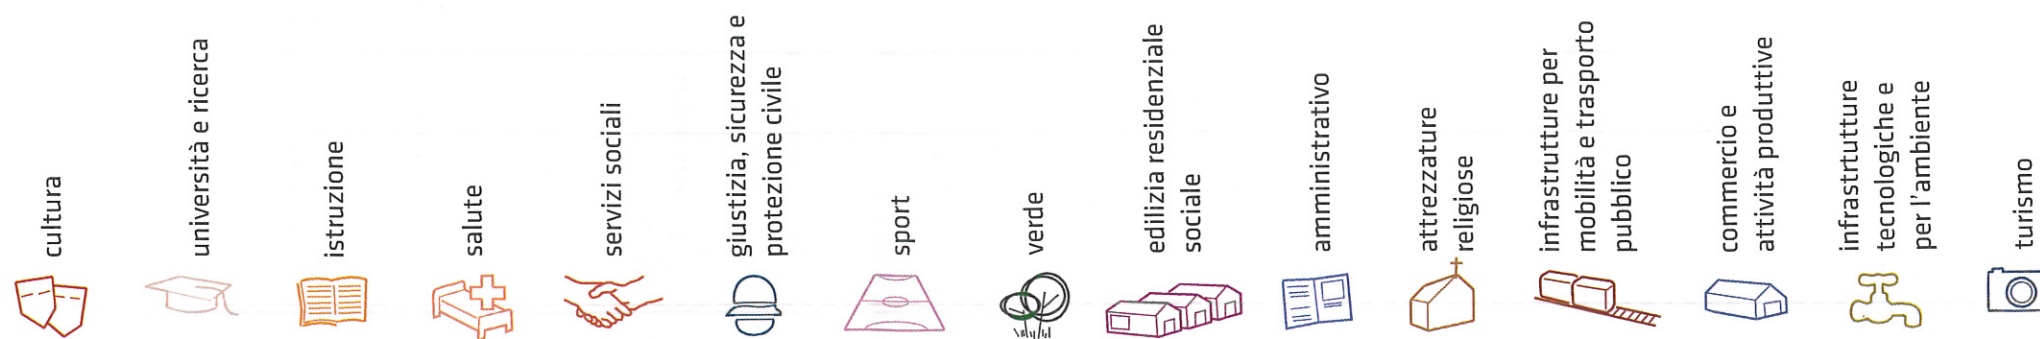 cultura
università e ricerca
istruzione
salute
servizi sociali
giustizia, sicurezza e
protezione civile
sport
verde
edilizia residenziale
sociale
amministrativo
attrezzature
religiose
infrastrutture per
mobilità e trasporto
pubblico
commercio e
attività produttive
infrastrtutture
tecnologiche e
per l'ambiente
turismo